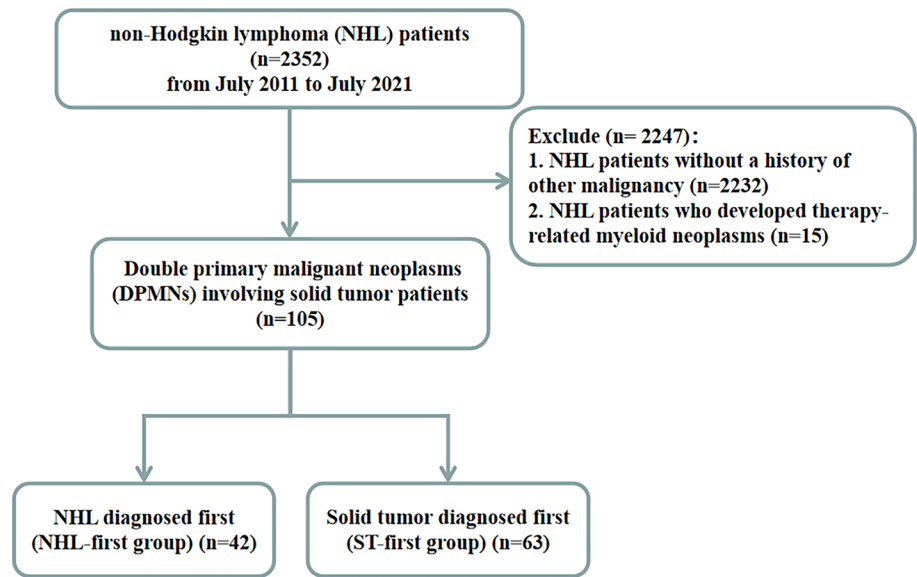 non-Hodgkin lymphoma (NHL) patients
(n=2352)
from July 2011 to July 2021
Exclude (n= 2247)：
1. NHL patients without a history of
other malignancy (n=2232)
2. NHL patients who developed therapy-
related myeloid neoplasms (n=15)
Double primary malignant neoplasms
(DPMNs) involving solid tumor patients
(n=105)
NHL diagnosed first
(NHL-first group) (n=42)
Solid tumor diagnosed first
(ST-first group) (n=63)